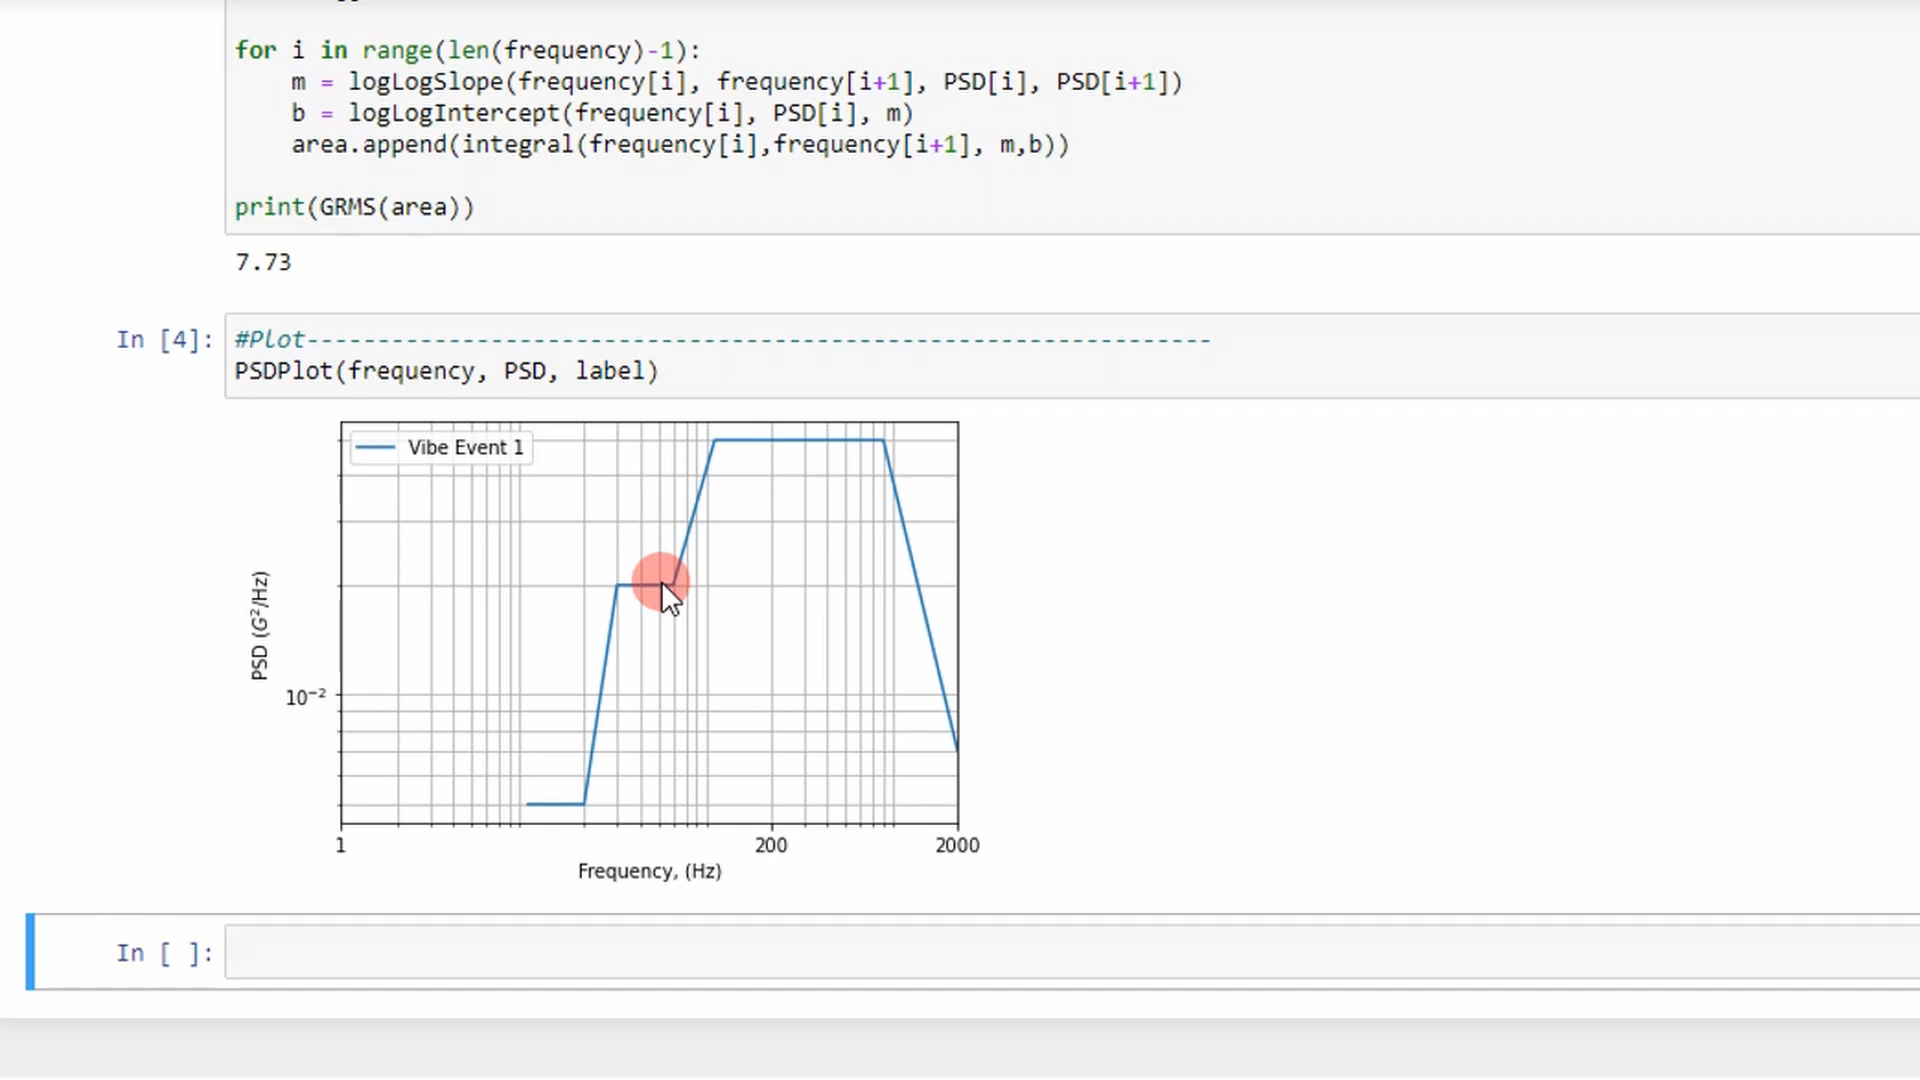 for i in range(len(frequency)-1):
    m = logLogSlope(frequency[i], frequency[i+1], PSD[i], PSD[i+1])
    b = logLogIntercept(frequency[i], PSD[i], m)
    area.append(integral(frequency[i],frequency[i+1], m,b))
print(GRMS(area))
7.73
In [4]: #Plot----------------------------------------------------------------
PSDPlot(frequency, PSD, label)
Vibe Event 1
PSD (G²/Hz)
10⁻²
1 200 2000
Frequency, (Hz)
In [ ]: